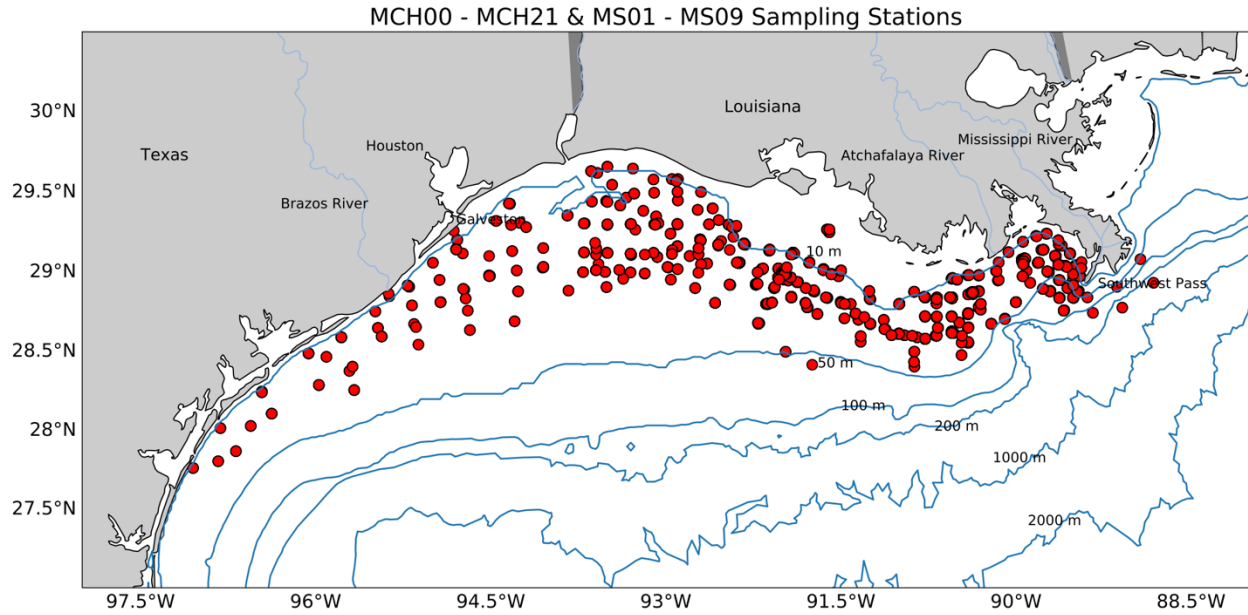 MCH00 - MCH21 & MS01 - MS09 Sampling Stations
30°N
29.5°N
29°N
28.5°N
28°N
27.5°N
97.5°W
96°W
94.5°W
93°W
91.5°W
90°W
88.5°W
Texas
Houston
Brazos River
Galveston
Louisiana
Mississippi River
Atchafalaya River
Southwest Pass
10 m
50 m
100 m
200 m
1000 m
2000 m